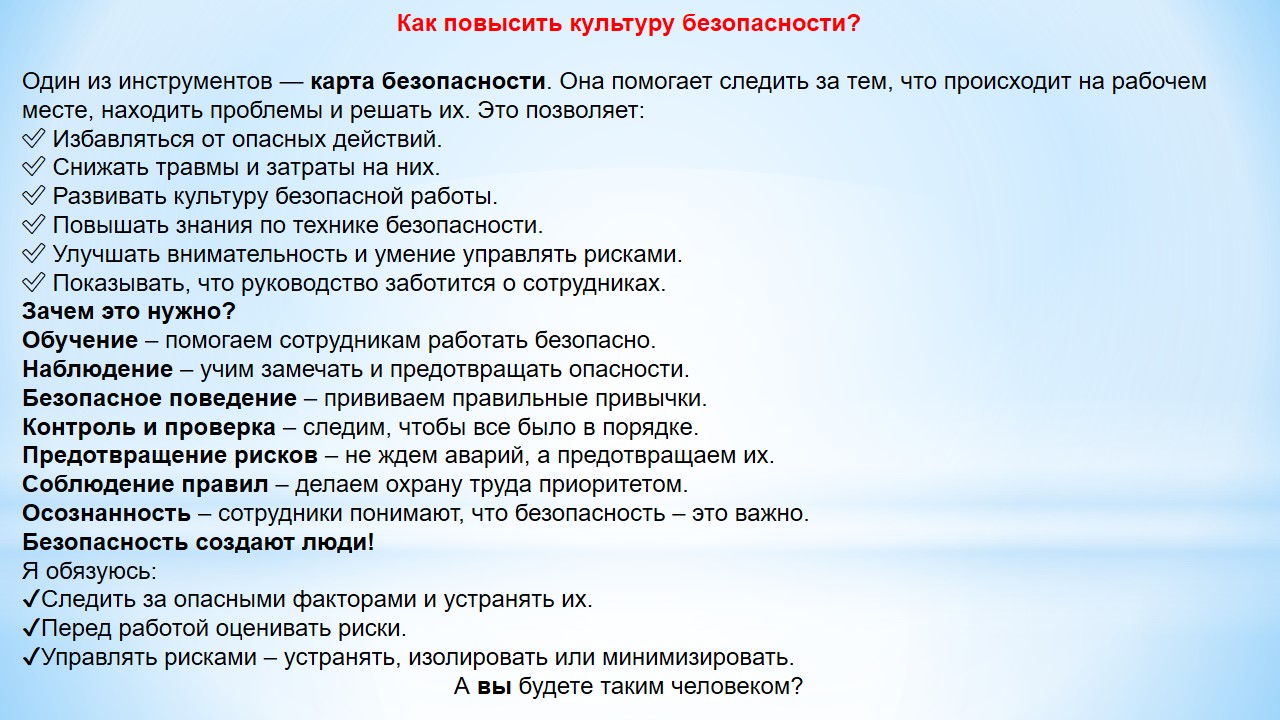 Как повысить культуру безопасности?
Один из инструментов — карта безопасности. Она помогает следить за тем, что происходит на рабочем
месте, находить проблемы и решать их. Это позволяет:
✅ Избавляться от опасных действий.
✅ Снижать травмы и затраты на них.
✅ Развивать культуру безопасной работы.
✅ Повышать знания по технике безопасности.
✅ Улучшать внимательность и умение управлять рисками.
✅ Показывать, что руководство заботится о сотрудниках.
Зачем это нужно?
Обучение – помогаем сотрудникам работать безопасно.
Наблюдение – учим замечать и предотвращать опасности.
Безопасное поведение – прививаем правильные привычки.
Контроль и проверка – следим, чтобы все было в порядке.
Предотвращение рисков – не ждем аварий, а предотвращаем их.
Соблюдение правил – делаем охрану труда приоритетом.
Осознанность – сотрудники понимают, что безопасность – это важно.
Безопасность создают люди!
Я обязуюсь:
✔Следить за опасными факторами и устранять их.
✔Перед работой оценивать риски.
✔Управлять рисками – устранять, изолировать или минимизировать.
А вы будете таким человеком?